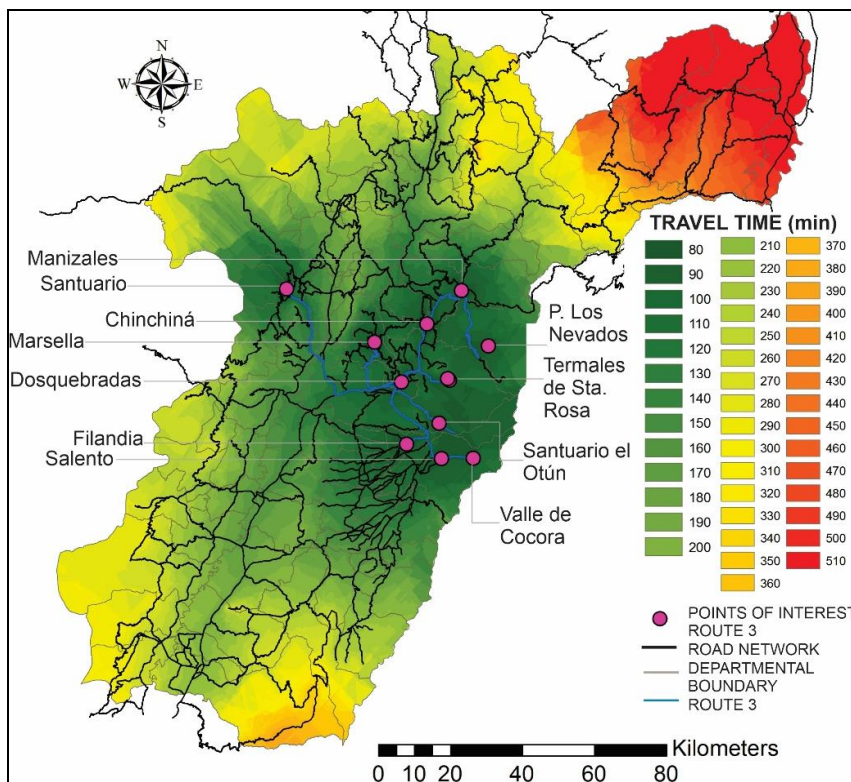 N
W E
S
Manizales
Santuario
Chinchiná
Marsella
Dosquebradas
Filandia
Salento
P. Los
Nevados
Termales
de Sta.
Rosa
Santuario el
Otún
Valle de
Cocora
TRAVEL TIME (min)
80
90
100
110
120
130
140
150
160
170
180
190
200
210
220
230
240
250
260
270
280
290
300
310
320
330
340
350
360
370
380
390
400
410
420
430
440
450
460
470
480
490
500
510
POINTS OF INTEREST
ROUTE 3
ROAD NETWORK
DEPARTMENTAL
BOUNDARY
ROUTE 3
Kilometers
0 10 20 40 60 80